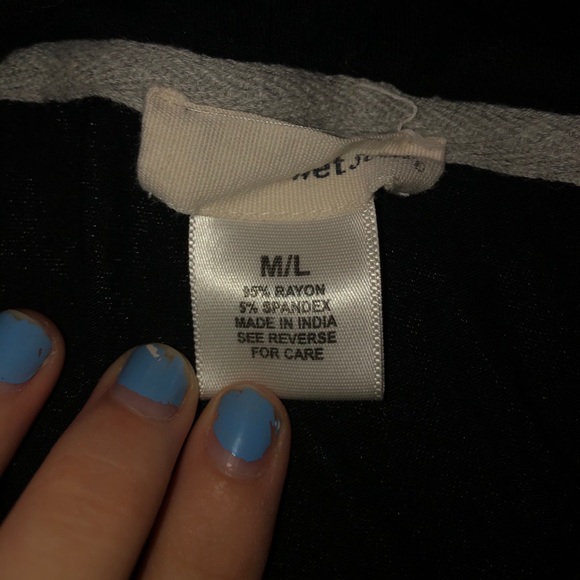 M/L
95% RAYON
5% SPANDEX
MADE IN INDIA
SEE REVERSE
FOR CARE